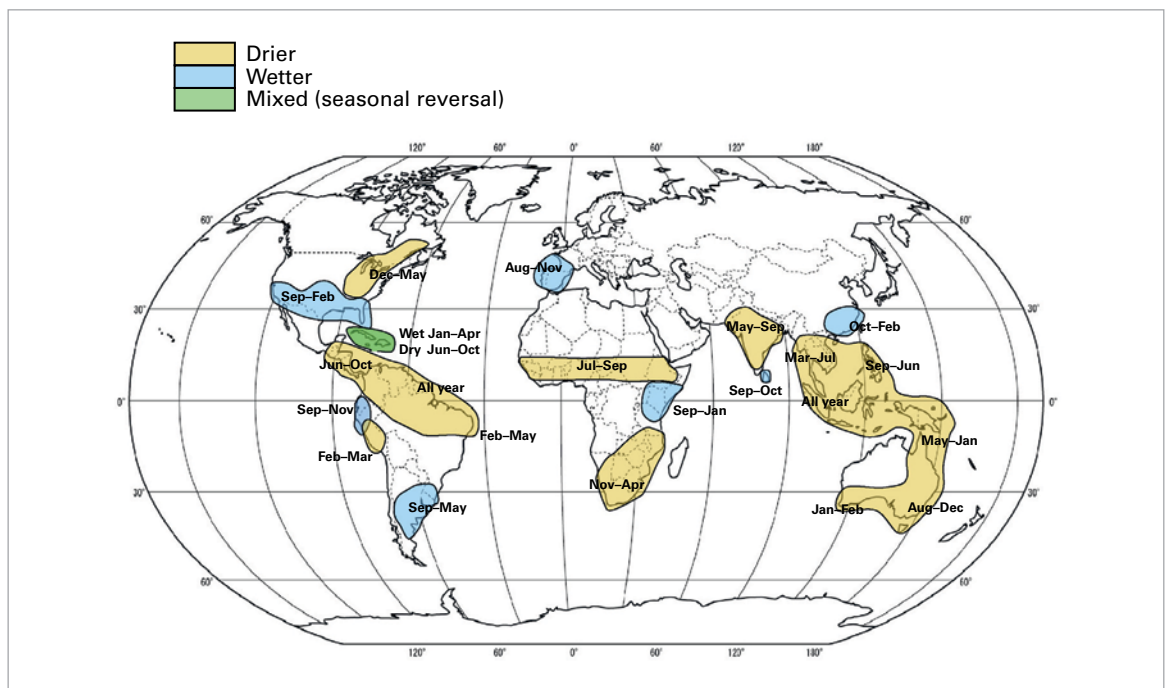 Drier
Wetter
Mixed (seasonal reversal)
120° 60° 0° 60° 120° 180°
60° 60°
Aug–Nov
Dec–May
Sep–Feb
30° 30°
May–Sep Oct–Feb
Wet Jan–Apr
Dry Jun–Oct
Mar–Jul
Jun–Oct Jul–Sep Sep–Jun
All year Sep–Oct
0° Sep–Nov Sep–Jan All year 0°
Feb–May May–Jan
Feb–Mar
Nov–Apr
30° 30°
Sep–May Jan–Feb Aug–Dec
60° 60°
120° 60° 0° 60° 120° 180°